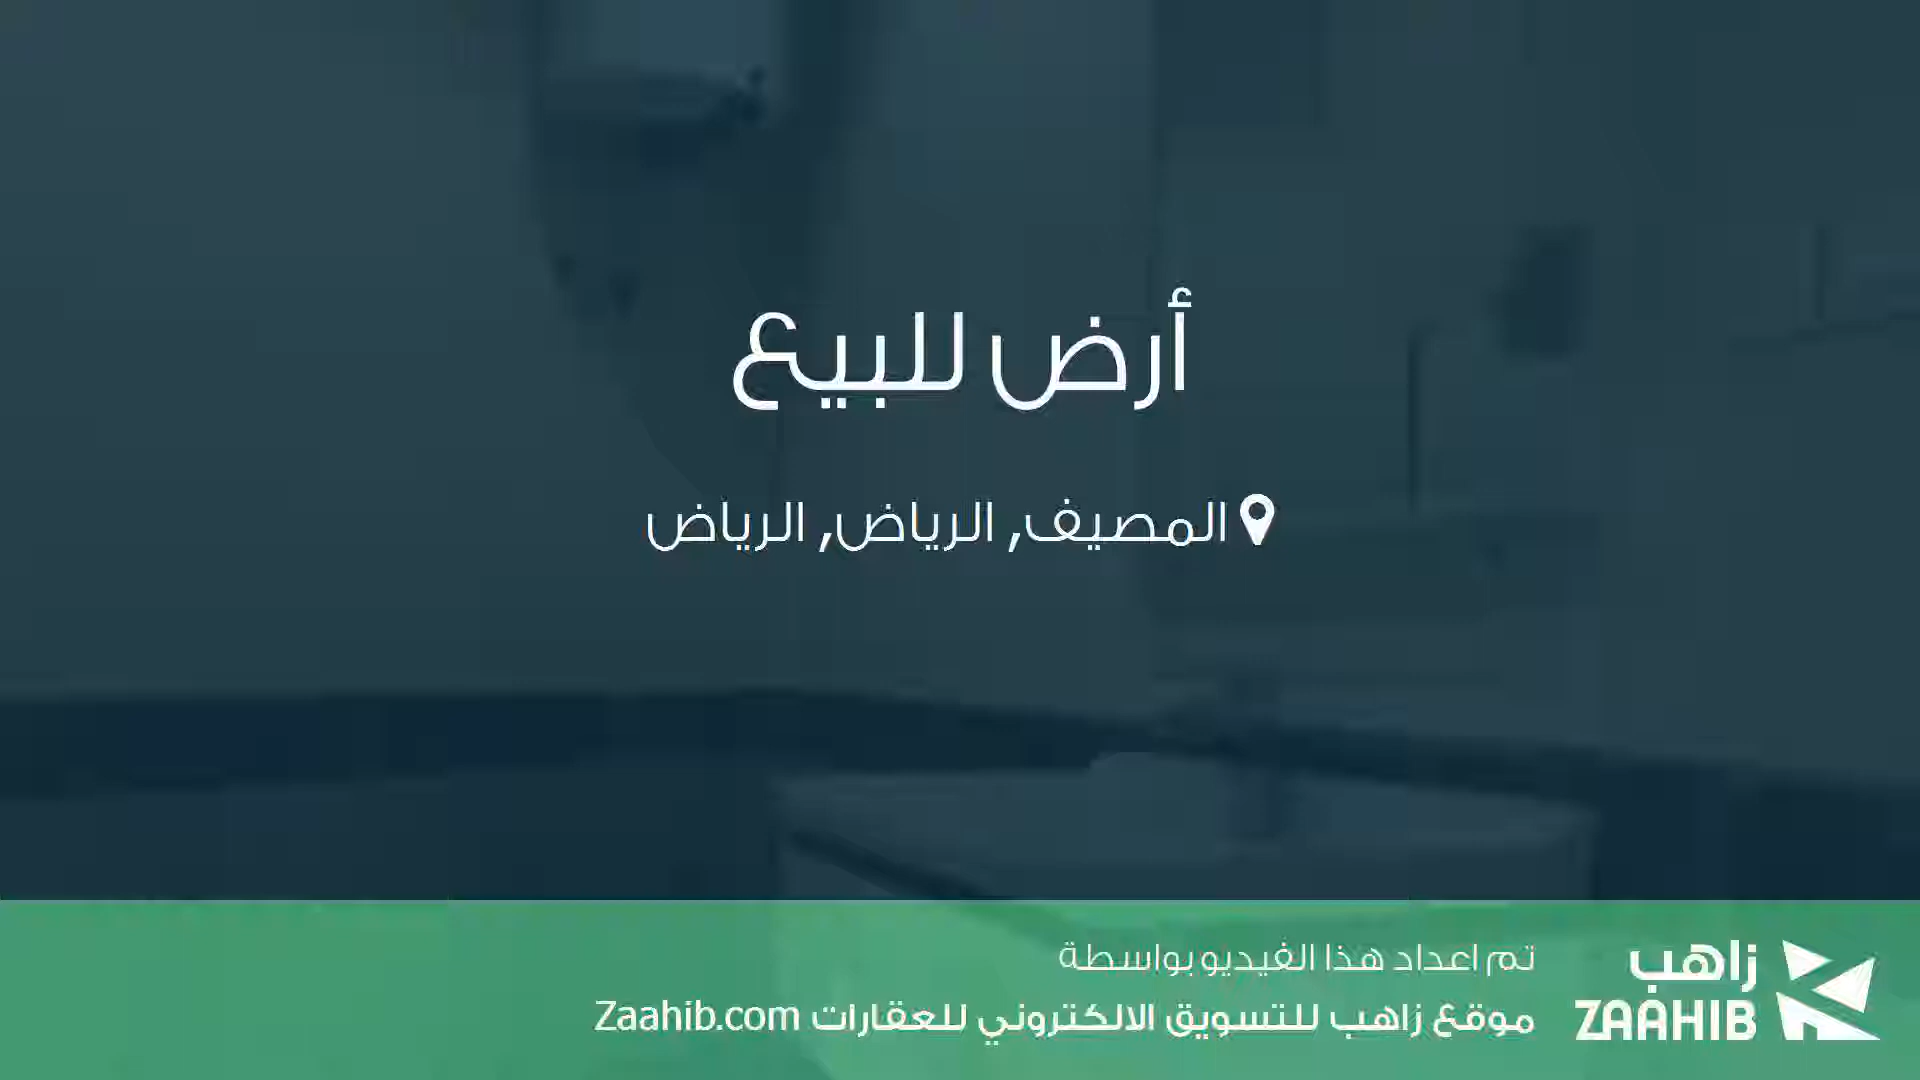 أرض للبيع
المصيف, الرياض, الرياض
تم اعداد هذا الفيديو بواسطة
موقع زاهب للتسويق الالكتروني للعقارات Zaahib.com
زاهب
ZAAHIB